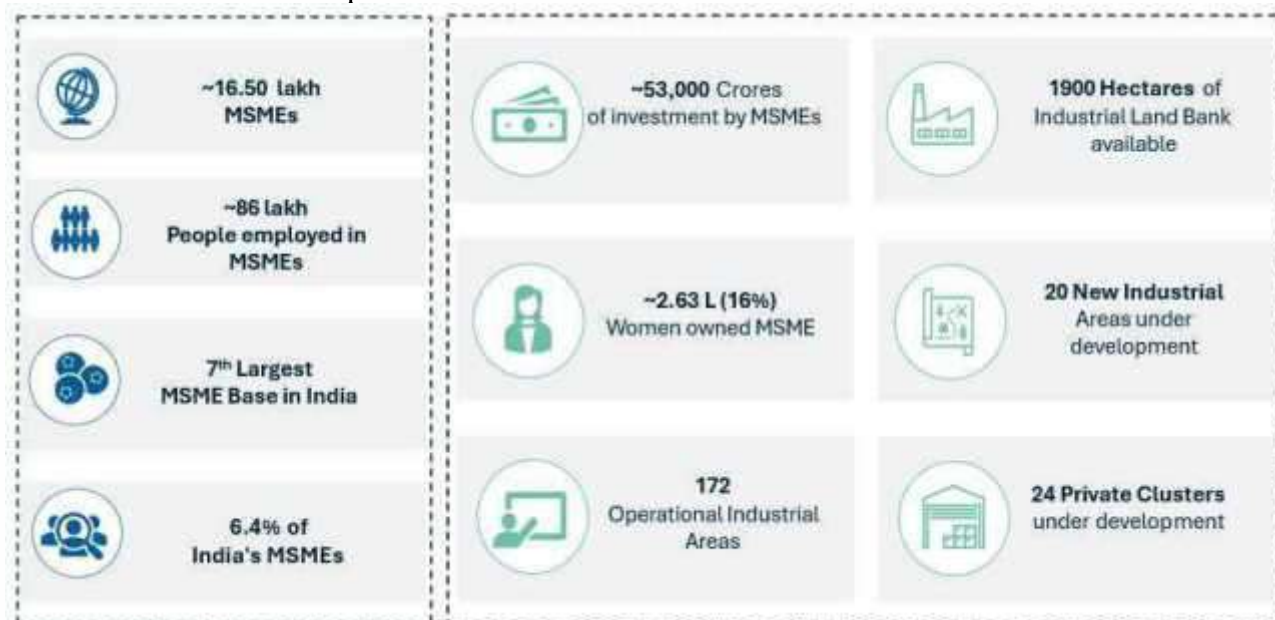 ~16.50 lakh
MSMEs
~86 lakh
People employed in
MSMEs
7th Largest
MSME Base in India
6.4% of
India's MSMEs
~53,000 Crores
of investment by MSMEs
1900 Hectares of
Industrial Land Bank
available
~2.63 L (16%)
Women owned MSME
20 New Industrial
Areas under
development
172
Operational Industrial
Areas
24 Private Clusters
under development